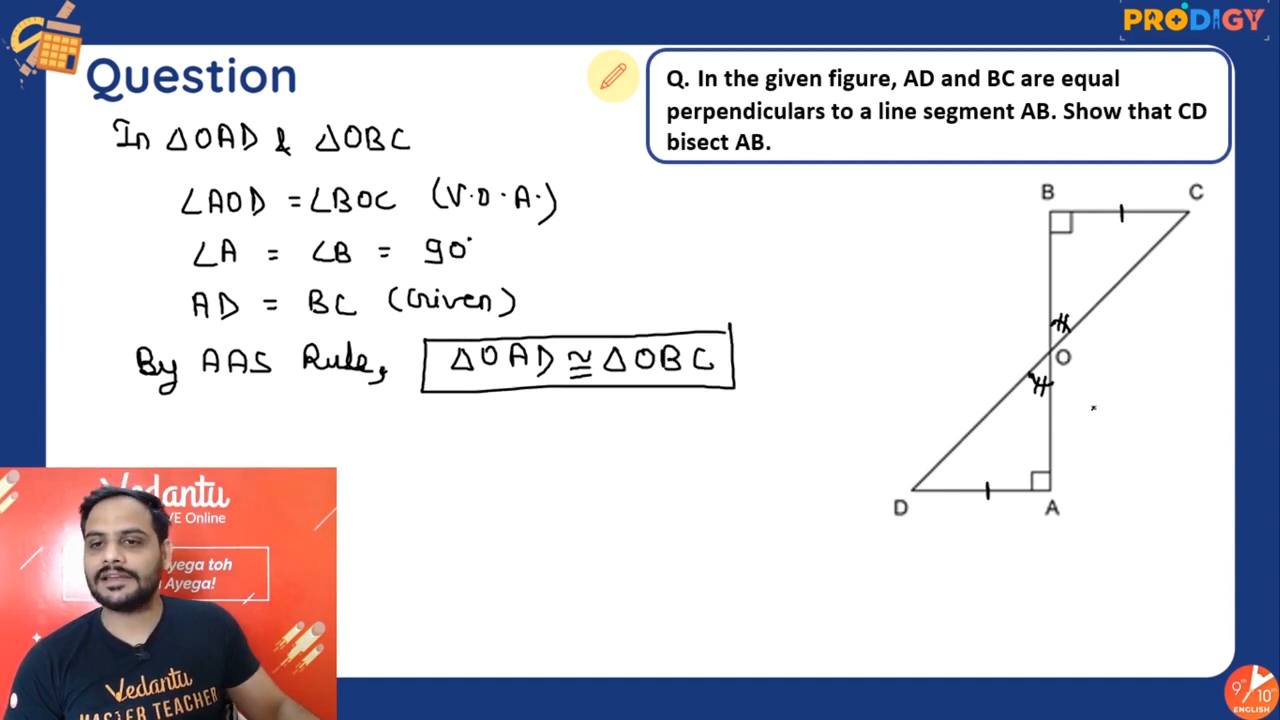 PRODIGY
Question
Q. In the given figure, AD and BC are equal
perpendiculars to a line segment AB. Show that CD
bisect AB.
In △OAD & △OBC
∠AOD = ∠BOC (V.O.A.)
∠A = ∠B = 90°
AD = BC (Given)
By AAS Rule, △OAD ≅ △OBC
B
C
O
D
A
Vedantu
VE Online
yega toh
Ayega!
Vedantu
MASTER TEACHER
9th 10th
ENGLISH